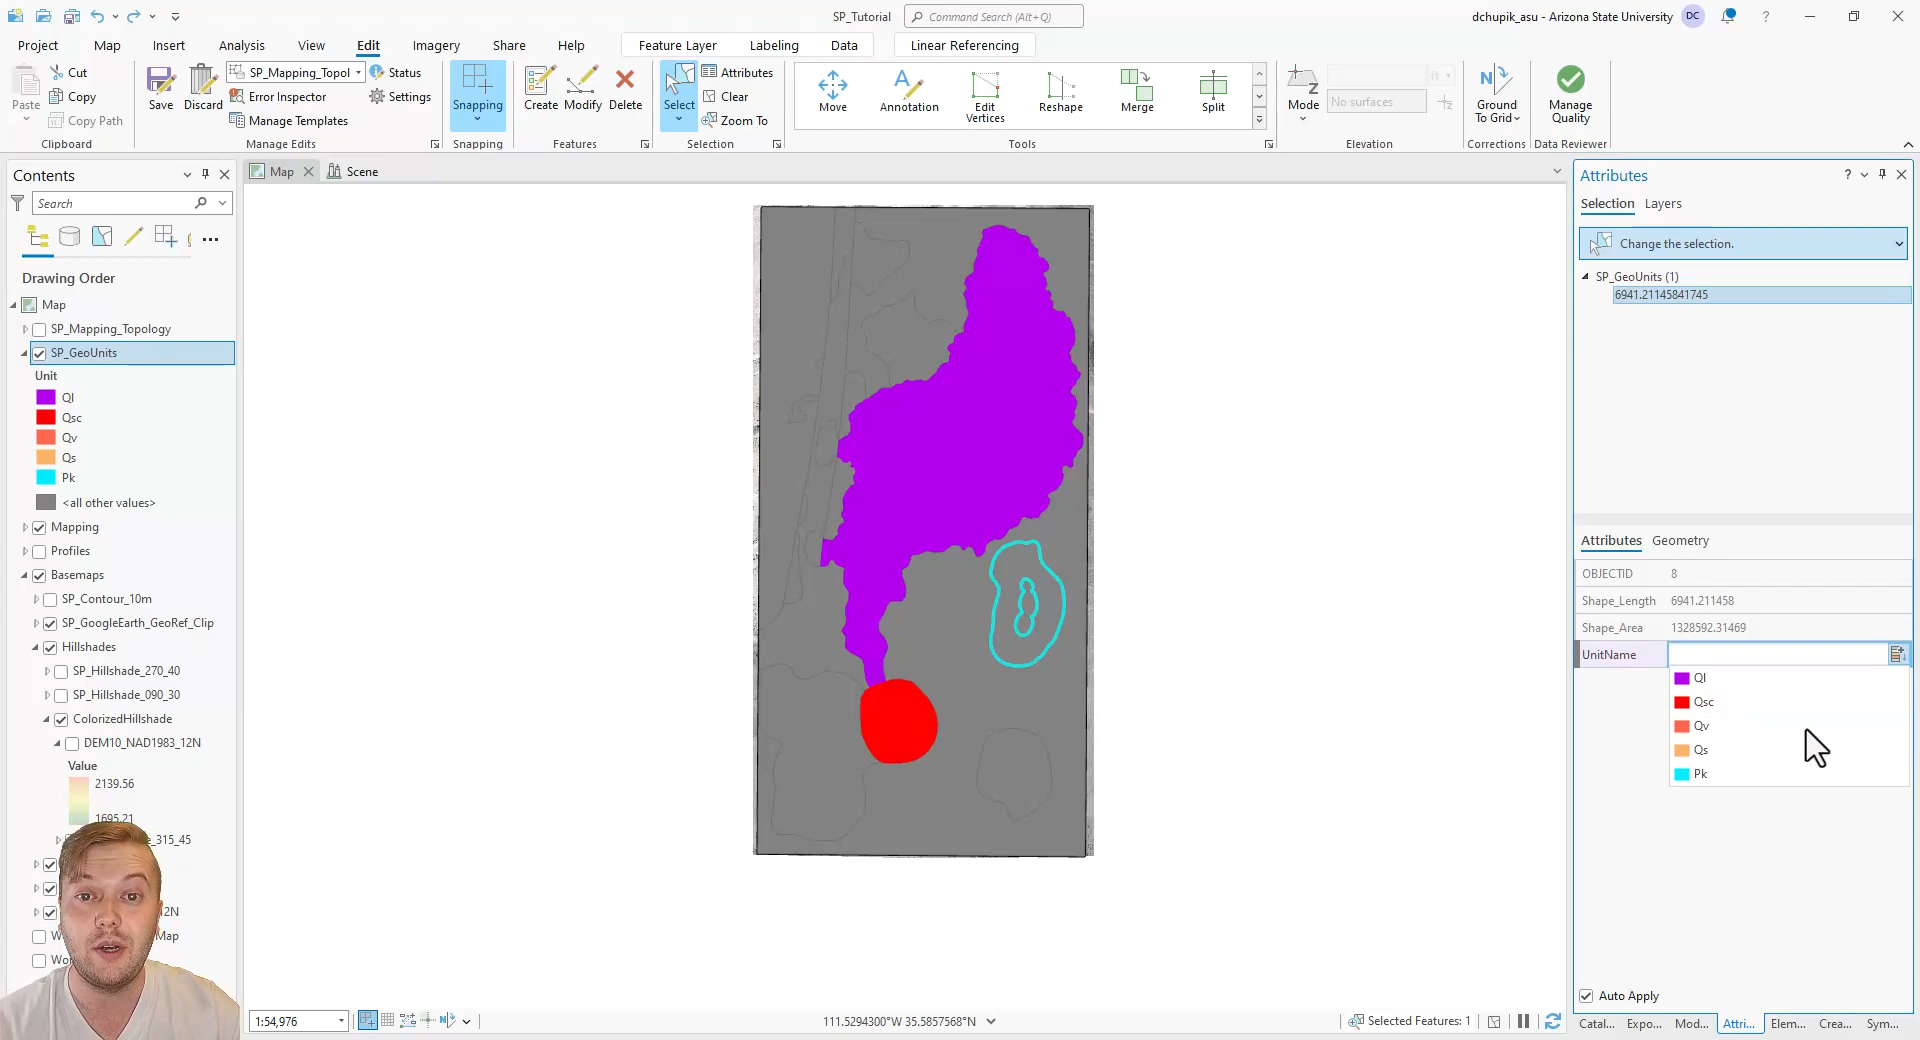 SP_Tutorial
Command Search (Alt+Q)
dchupik_asu - Arizona State University
DC
?
Project
Map
Insert
Analysis
View
Edit
Imagery
Share
Help
Feature Layer
Labeling
Data
Linear Referencing
Paste
Cut
Copy
Copy Path
Clipboard
Save
Discard
SP_Mapping_Topol
Error Inspector
Manage Templates
Status
Settings
Manage Edits
Snapping
Snapping
Create
Modify
Delete
Features
Select
Attributes
Clear
Zoom To
Selection
Move
Annotation
Edit
Vertices
Reshape
Merge
Split
Tools
Mode
ft
No surfaces
Elevation
Ground
To Grid
Corrections
Manage
Quality
Data Reviewer
Contents
Search
Drawing Order
Map
SP_Mapping_Topology
SP_GeoUnits
Unit
Ql
Qsc
Qv
Qs
Pk
<all other values>
Mapping
Profiles
Basemaps
SP_Contour_10m
SP_GoogleEarth_GeoRef_Clip
Hillshades
SP_Hillshade_270_40
SP_Hillshade_090_30
ColorizedHillshade
DEM10_NAD1983_12N
Value
2139.56
1695.21
_315_45
12N
Map
Map
Scene
1:54,976
111.5294300°W 35.5857568°N
Selected Features: 1
Attributes
?
Selection
Layers
Change the selection.
SP_GeoUnits (1)
6941.21145841745
Attributes
Geometry
OBJECTID 8
Shape_Length 6941.211458
Shape_Area 1328592.31469
UnitName
Ql
Qsc
Qv
Qs
Pk
Auto Apply
Catal...
Expo...
Mod...
Attri...
Elem...
Crea...
Sym...